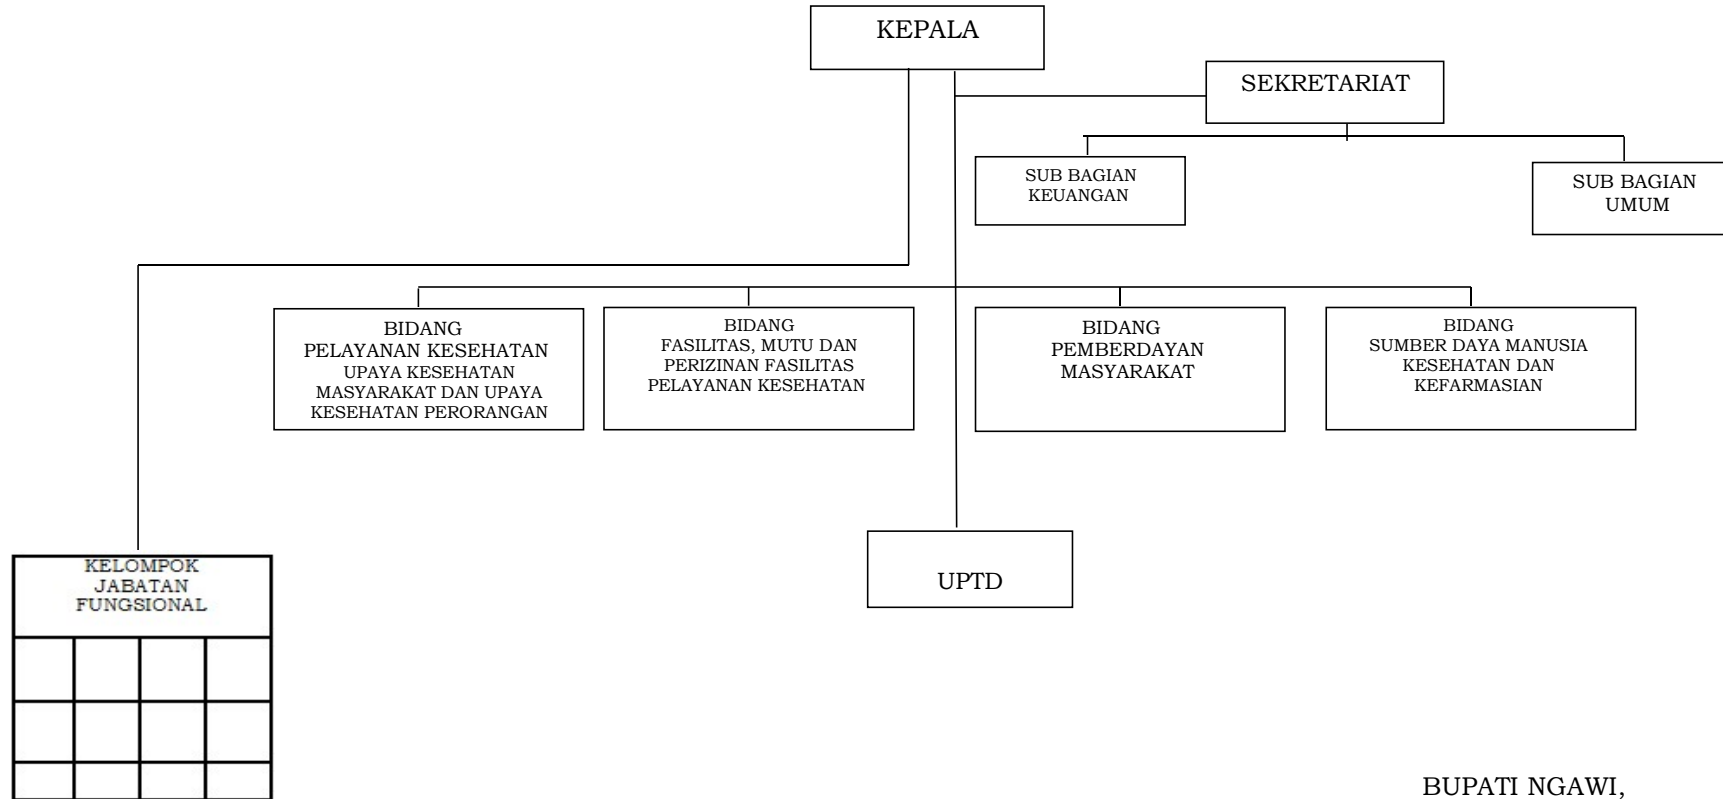 KEPALA
SEKRETARIAT
SUB BAGIAN
KEUANGAN
SUB BAGIAN
UMUM
BIDANG
PELAYANAN KESEHATAN
UPAYA KESEHATAN
MASYARAKAT DAN UPAYA
KESEHATAN PERORANGAN
BIDANG
FASILITAS, MUTU DAN
PERIZINAN FASILITAS
PELAYANAN KESEHATAN
BIDANG
PEMBERDAYAN
MASYARAKAT
BIDANG
SUMBER DAYA MANUSIA
KESEHATAN DAN
KEFARMASIAN
UPTD
KELOMPOK
JABATAN
FUNGSIONAL
BUPATI NGAWI,